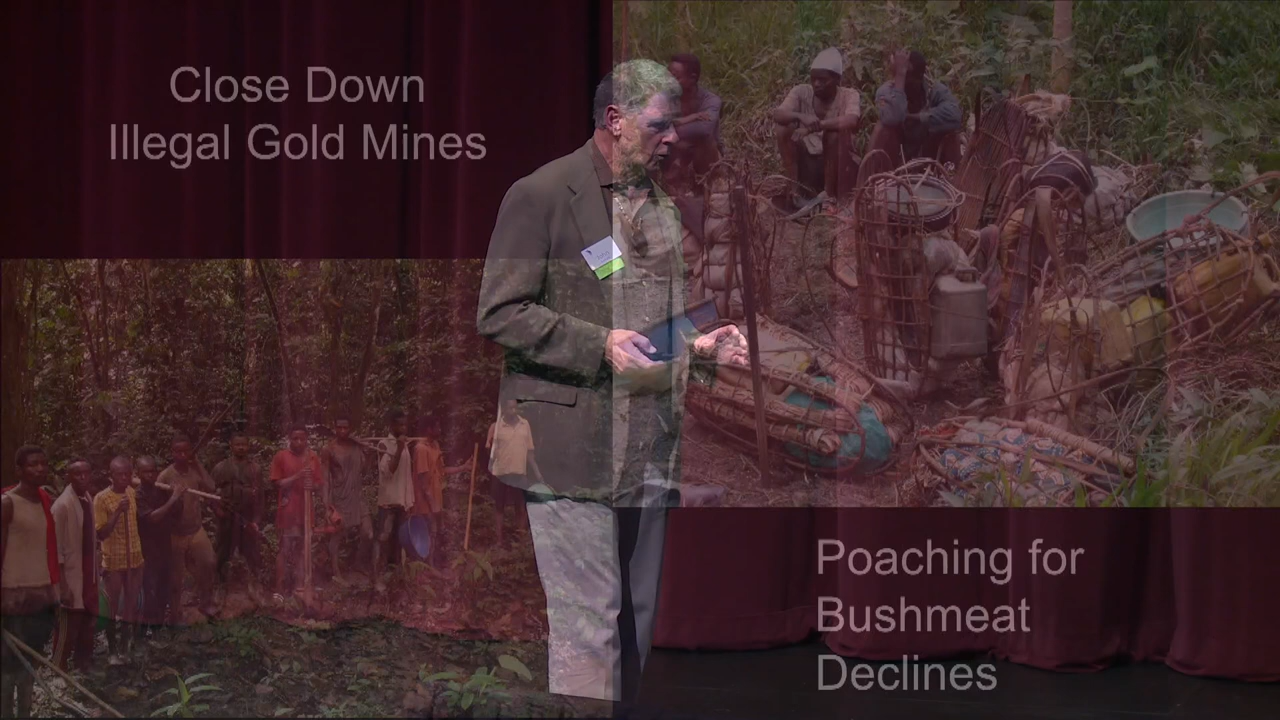 Close Down
Illegal Gold Mines
Poaching for
Bushmeat
Declines